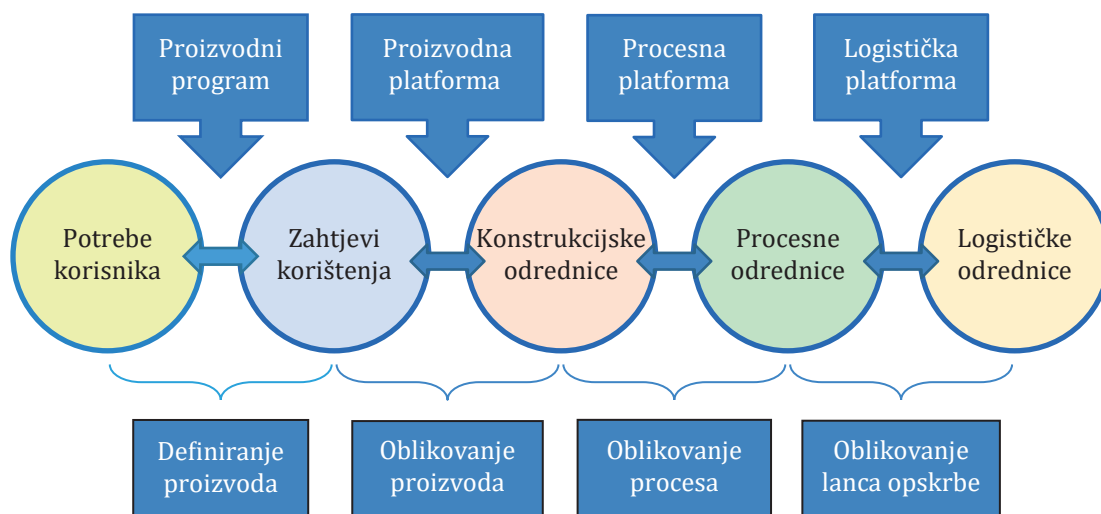 Proizvodni
program
Proizvodna
platforma
Procesna
platforma
Logistička
platforma
Potrebe
korisnika
Zahtjevi
korištenja
Konstrukcijske
odrednice
Procesne
odrednice
Logističke
odrednice
Definiranje
proizvoda
Oblikovanje
proizvoda
Oblikovanje
procesa
Oblikovanje
lanca opskrbe